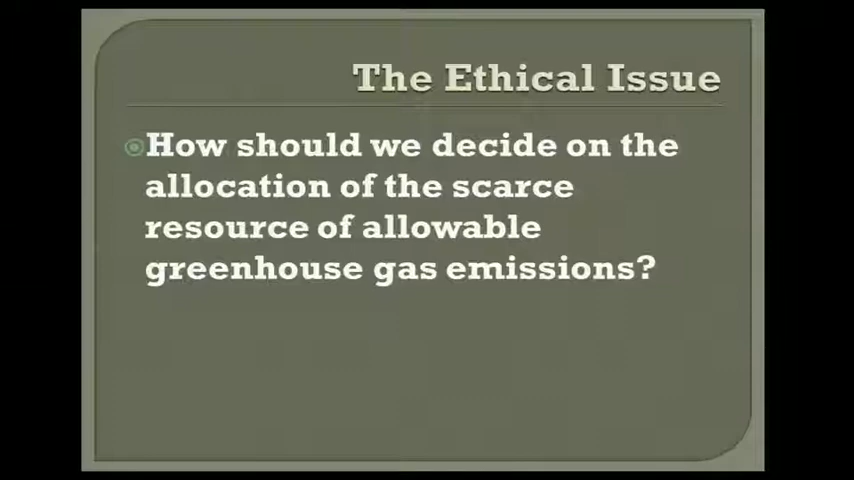 The Ethical Issue
How should we decide on the
allocation of the scarce
resource of allowable
greenhouse gas emissions?